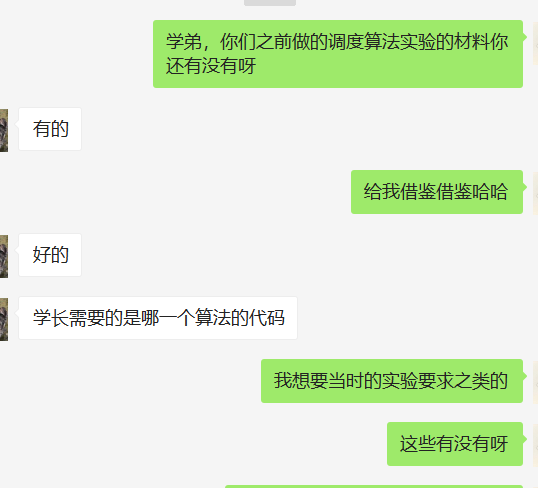 学弟，你们之前做的调度算法实验的材料你
还有没有呀
有的
给我借鉴借鉴哈哈
好的
学长需要的是哪一个算法的代码
我想要当时的实验要求之类的
这些有没有呀